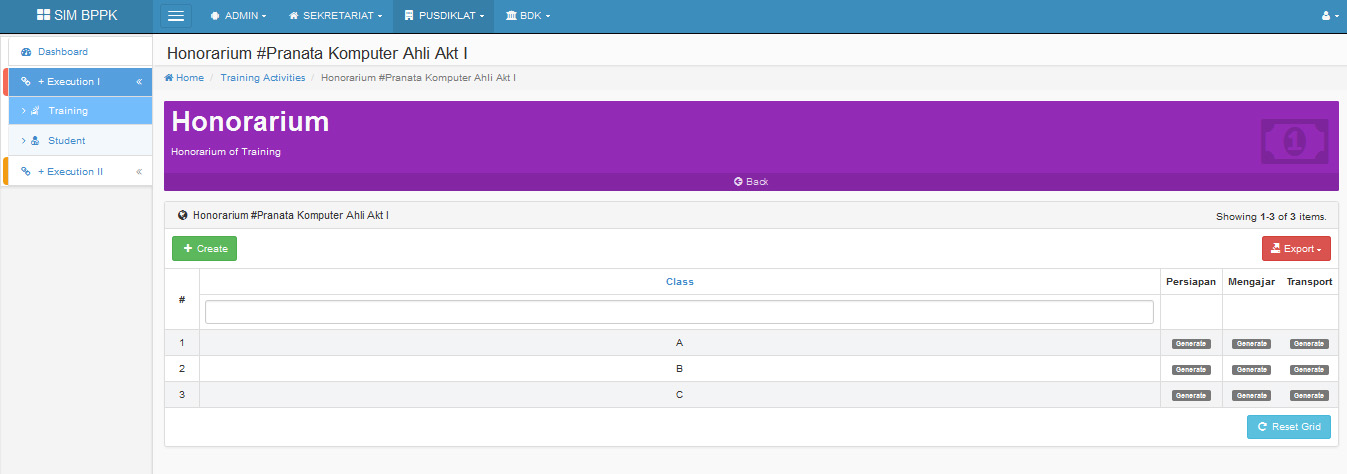 SIM BPPK ADMIN SEKRETARIAT PUSDIKLAT BDK
Dashboard
+ Execution I
Training
Student
+ Execution II
Honorarium #Pranata Komputer Ahli Akt I
Home / Training Activities / Honorarium #Pranata Komputer Ahli Akt I
Honorarium
Honorarium of Training
1
Back
Honorarium #Pranata Komputer Ahli Akt I Showing 1-3 of 3 items.
+ Create Export
# Class Persiapan Mengajar Transport
1 A Generate Generate Generate
2 B Generate Generate Generate
3 C Generate Generate Generate
Reset Grid